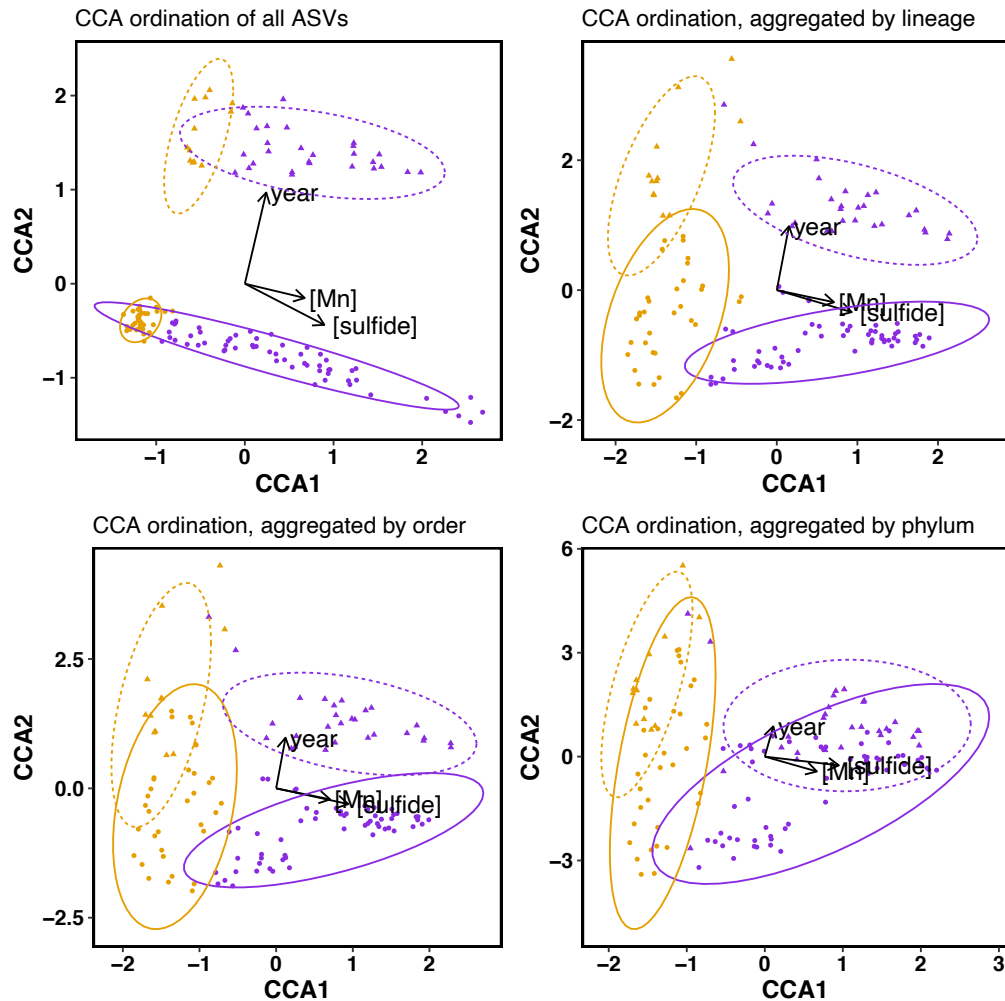 CCA ordination of all ASVs
CCA2
2
1
0
−1
year
[Mn]
[sulfide]
−1 0 1 2
CCA1
CCA ordination, aggregated by lineage
CCA2
2
0
−2
year
[Mn]
[sulfide]
−2 −1 0 1 2
CCA1
CCA ordination, aggregated by order
CCA2
2.5
0.0
−2.5
year
[Mn]
[sulfide]
−2 −1 0 1 2
CCA1
CCA ordination, aggregated by phylum
CCA2
6
3
0
−3
year
[sulfide]
[Mn]
−2 −1 0 1 2 3
CCA1